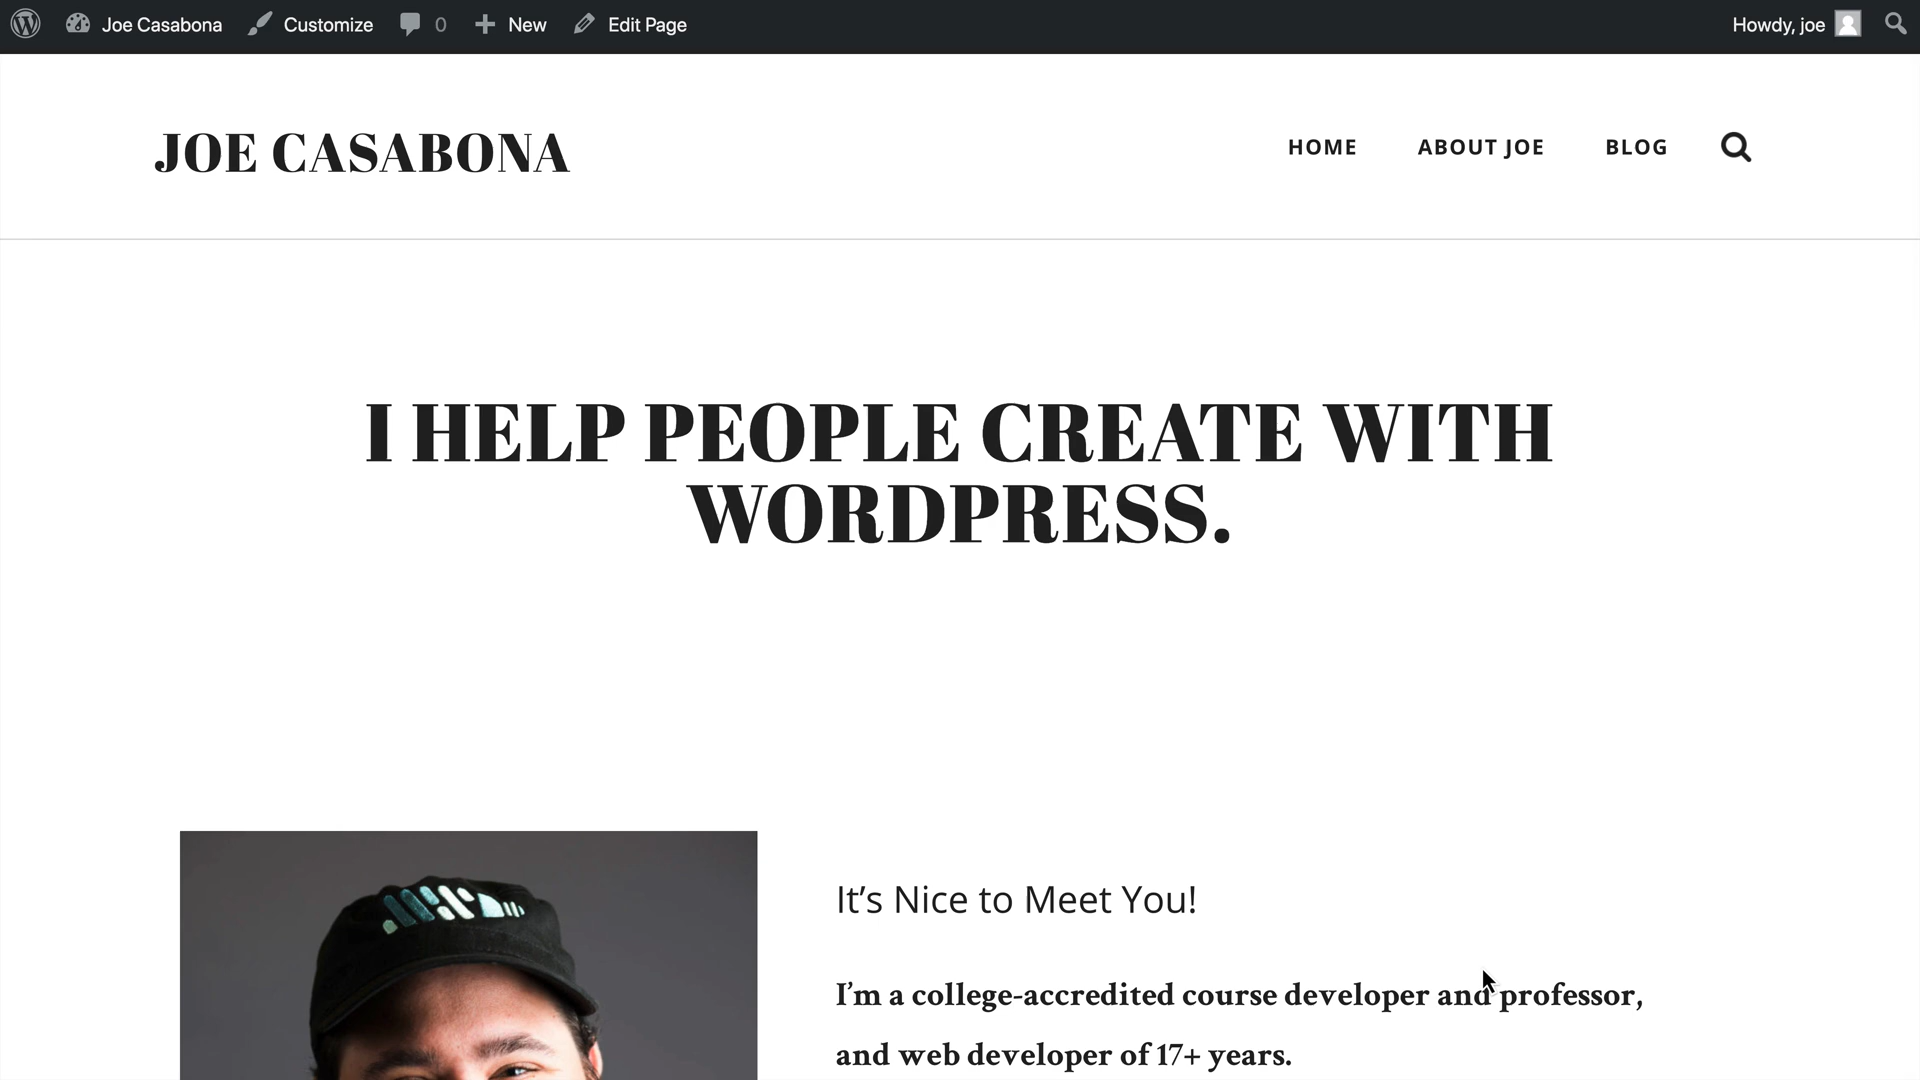 Joe Casabona Customize 0 New Edit Page Howdy, joe
JOE CASABONA
HOME ABOUT JOE BLOG
I HELP PEOPLE CREATE WITH
WORDPRESS.
It’s Nice to Meet You!
I’m a college-accredited course developer and professor,
and web developer of 17+ years.